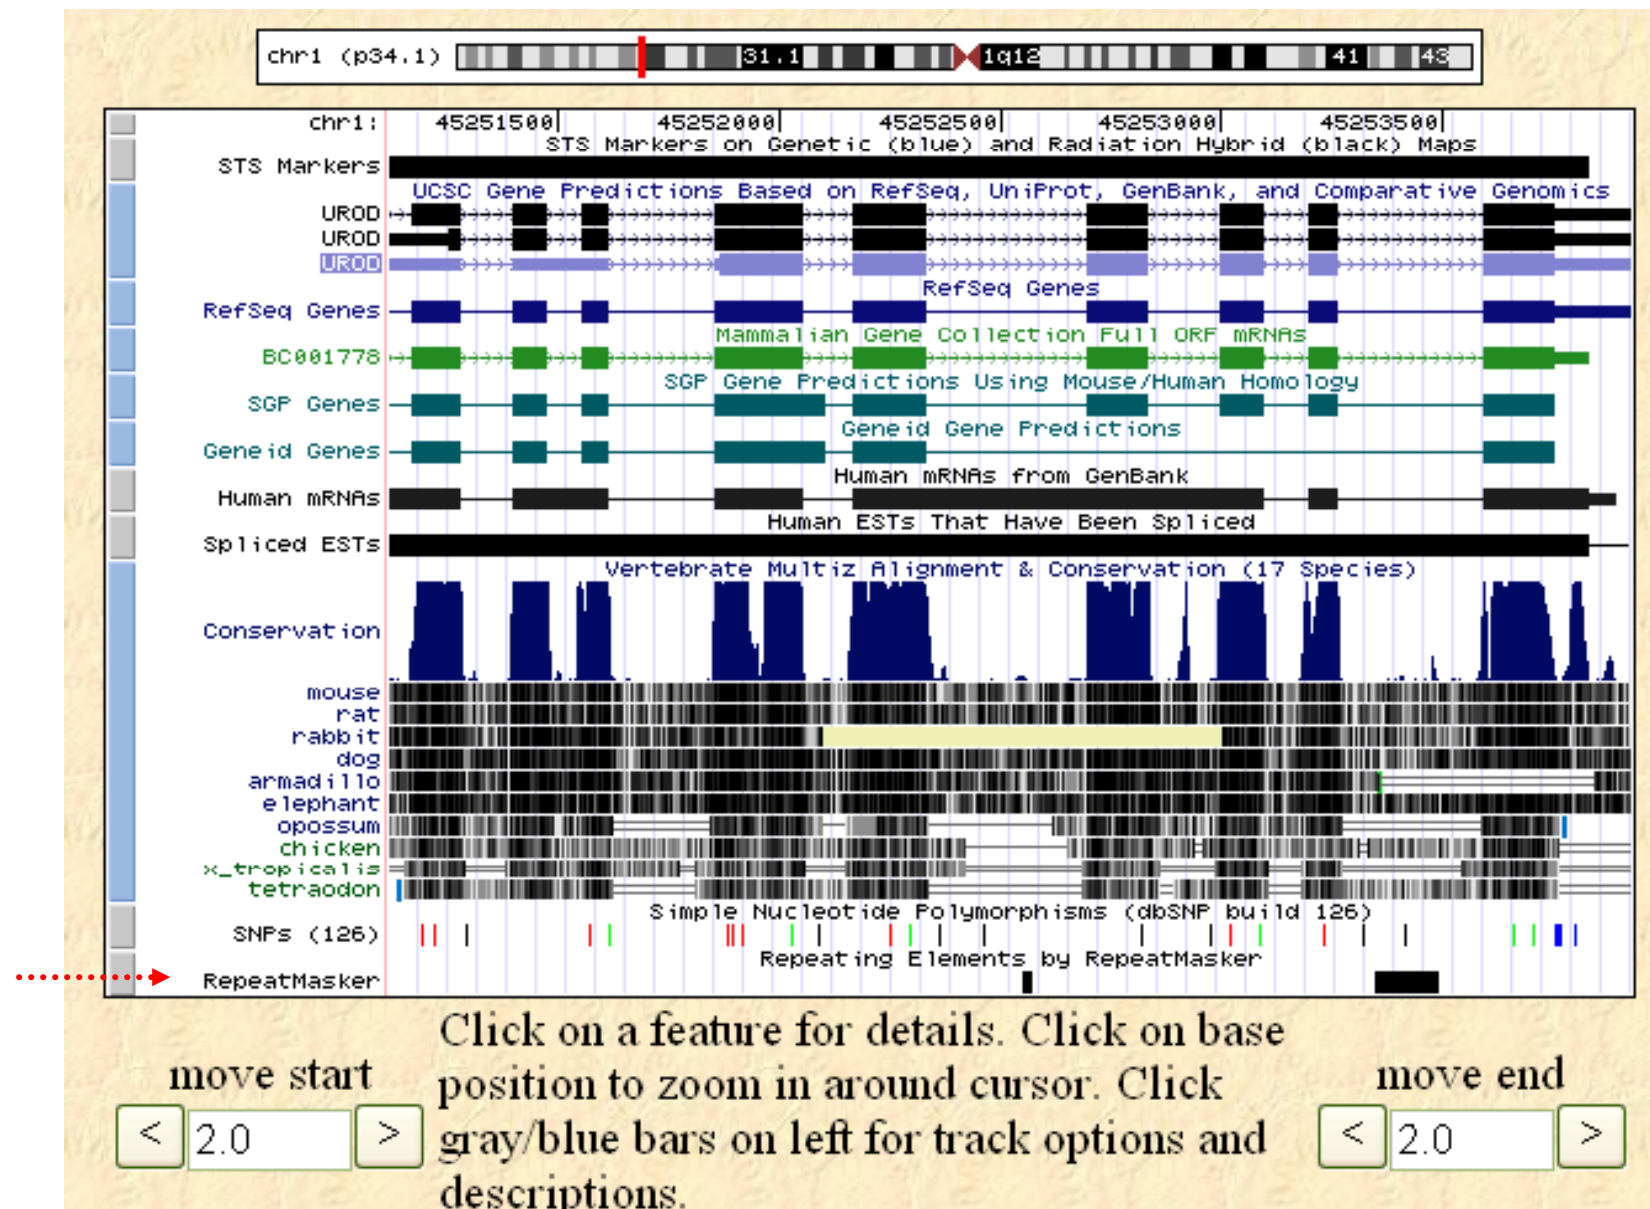 chr1 (p34.1) 31.1 1q12 41 43
chr1: 45251500| 45252000| 45252500| 45253000| 45253500|
STS Markers on Genetic (blue) and Radiation Hybrid (black) Maps
STS Markers
UCSC Gene Predictions Based on RefSeq, UniProt, GenBank, and Comparative Genomics
UROD
UROD
UROD
RefSeq Genes
RefSeq Genes
Mammalian Gene Collection Full ORF mRNAs
BC001778
SGP Gene Predictions Using Mouse/Human Homology
SGP Genes
Geneid Gene Predictions
Geneid Genes
Human mRNAs from GenBank
Human mRNAs
Human ESTs That Have Been Spliced
Spliced ESTs
Vertebrate Multiz Alignment & Conservation (17 Species)
Conservation
mouse
rat
rabbit
dog
armadillo
elephant
opossum
chicken
x_tropicalis
tetraodon
Simple Nucleotide Polymorphisms (dbSNP build 126)
SNPs (126)
Repeating Elements by RepeatMasker
RepeatMasker
move start
< 2.0 >
Click on a feature for details. Click on base
position to zoom in around cursor. Click
gray/blue bars on left for track options and
descriptions.
move end
< 2.0 >